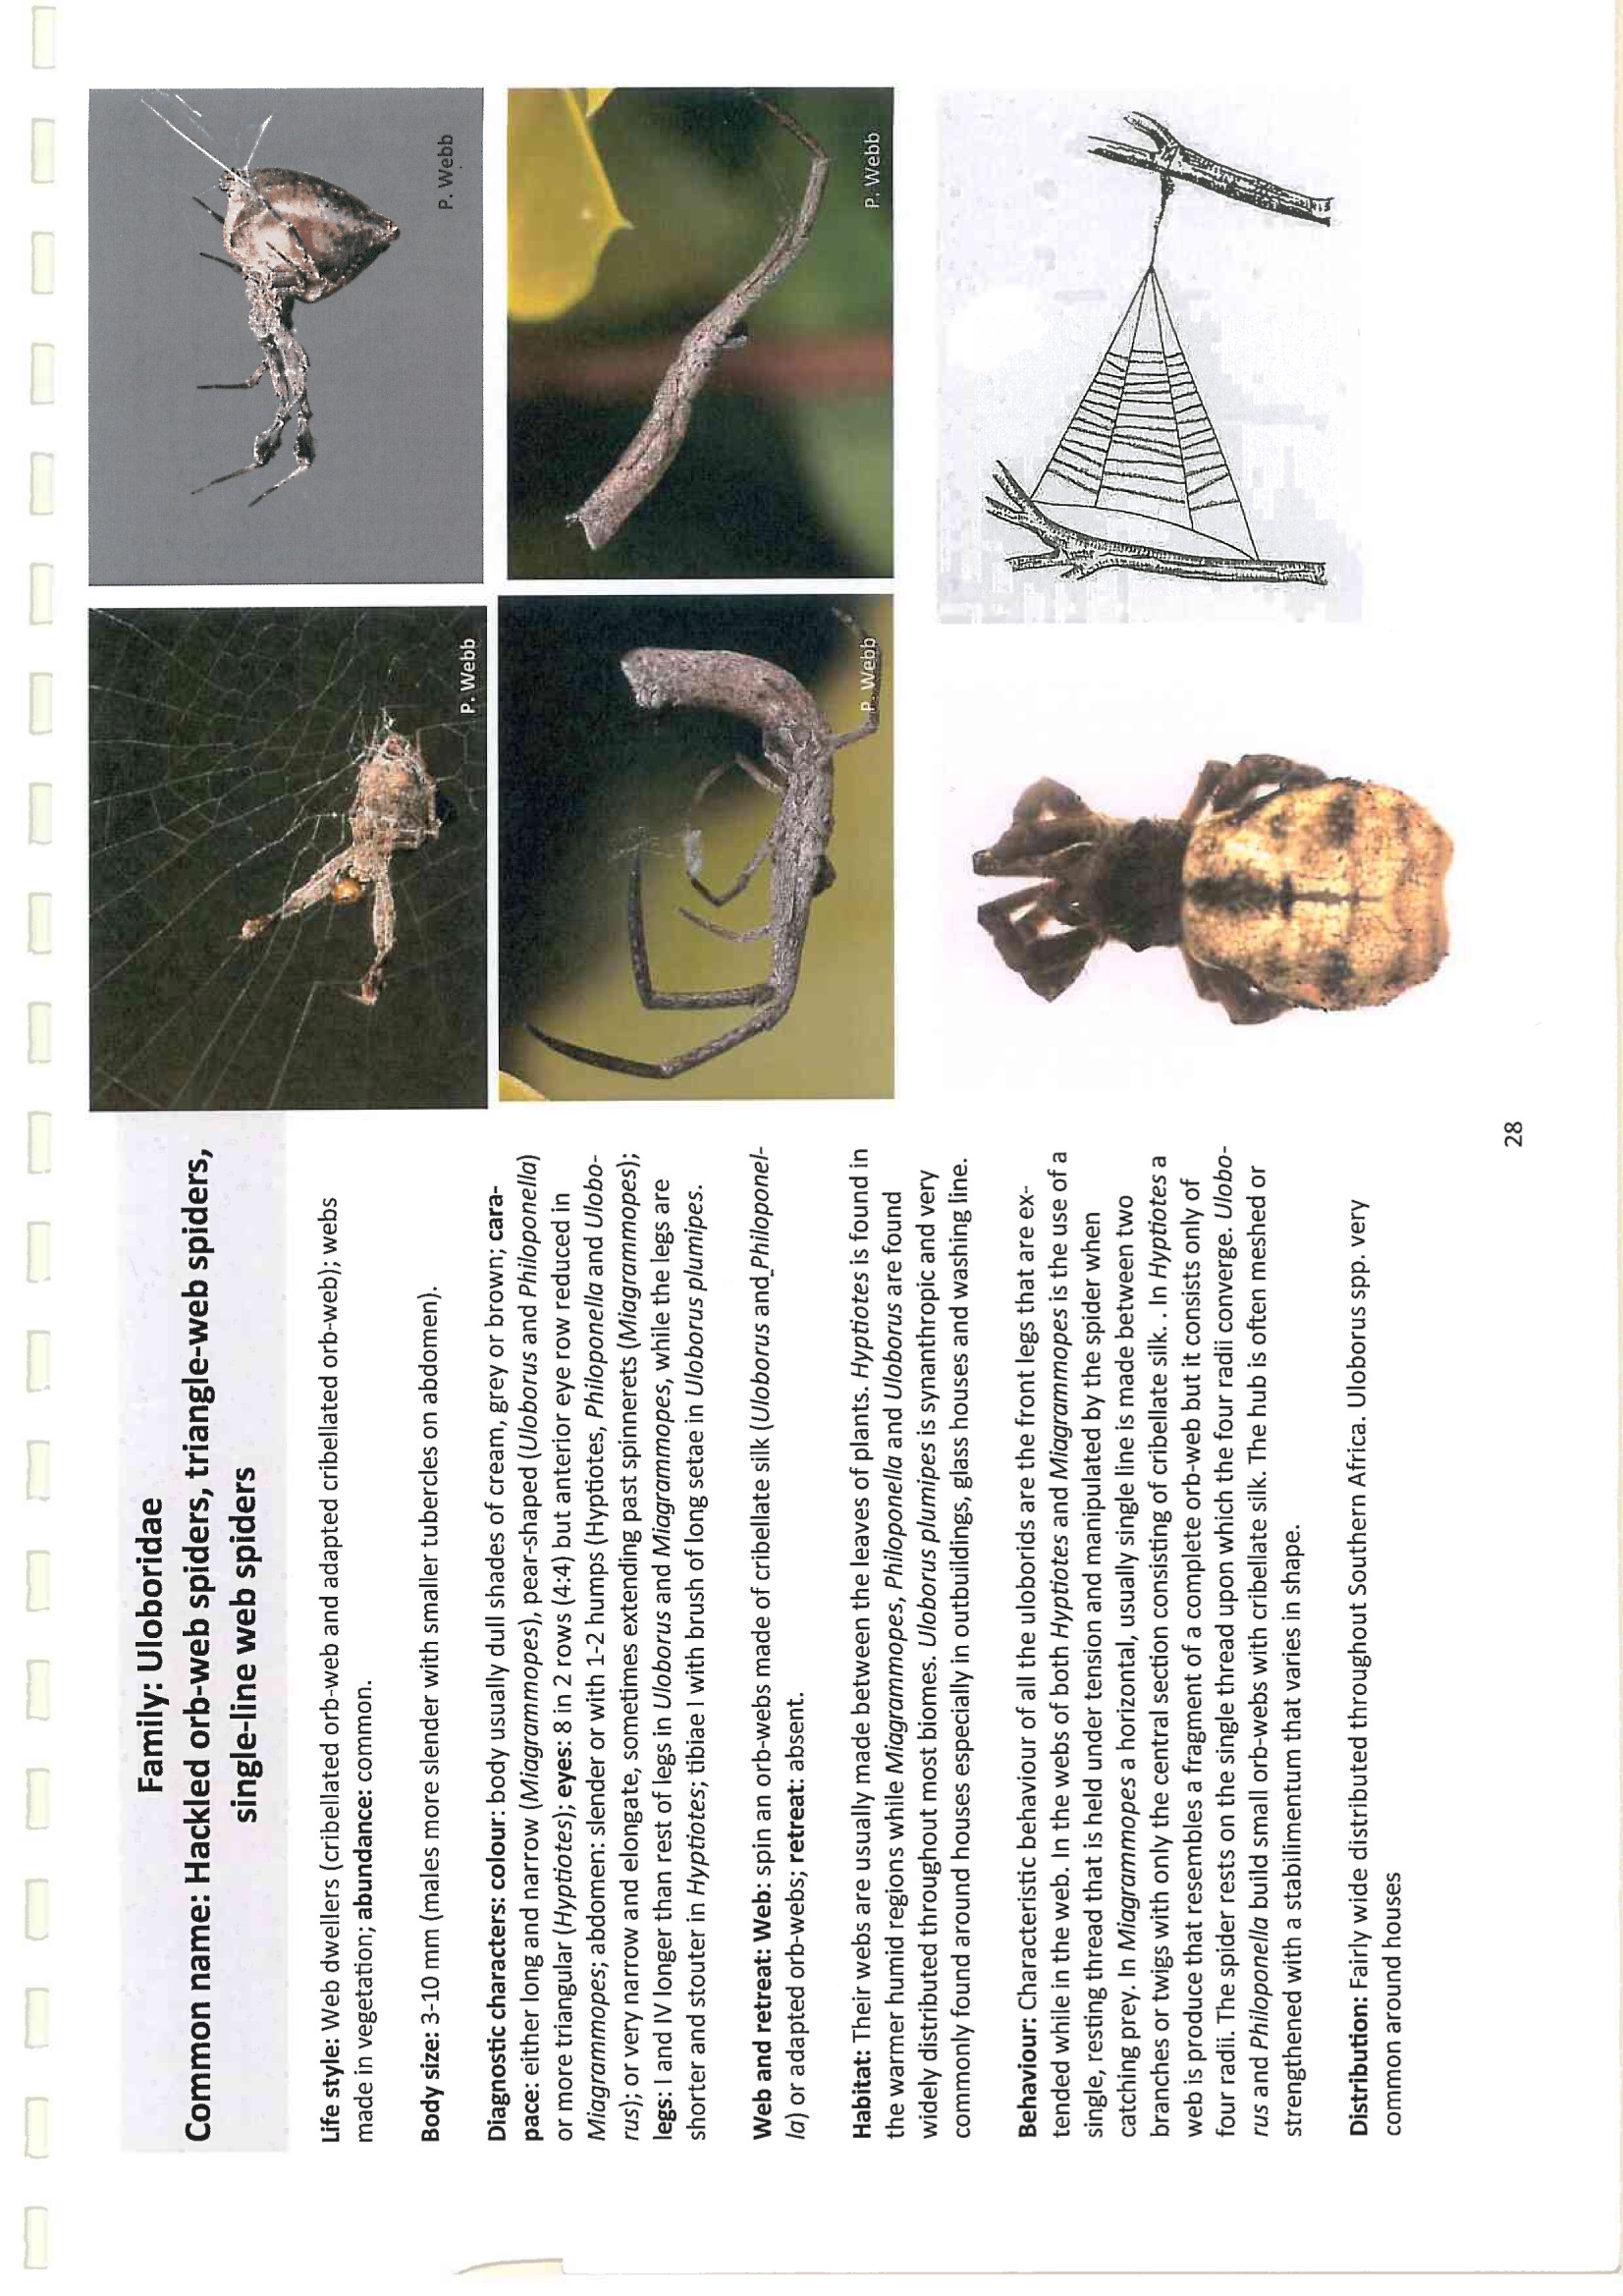 Family: Uloboridae
Common name: Hackled orb-web spiders, triangle-web spiders,
single-line web spiders
Life style: Web dwellers (cribellated orb-web and adapted cribellated orb-web); webs
made in vegetation; abundance: common.
Body size: 3-10 mm (males more slender with smaller tubercles on abdomen).
Diagnostic characters: colour: body usually dull shades of cream, grey or brown; cara-
pace: either long and narrow (Miagrammopes), pear-shaped (Uloborus and Philoponella)
or more triangular (Hyptiotes); eyes: 8 in 2 rows (4:4) but anterior eye row reduced in
Miagrammopes; abdomen: slender or with 1-2 humps (Hyptiotes, Philoponella and Ulobo-
rus); or very narrow and elongate, sometimes extending past spinnerets (Miagrammopes);
legs: I and IV longer than rest of legs in Uloborus and Miagrammopes, while the legs are
shorter and stouter in Hyptiotes; tibiae I with brush of long setae in Uloborus plumipes.
Web and retreat: Web: spin an orb-webs made of cribellate silk (Uloborus and Philoponel-
la) or adapted orb-webs; retreat: absent.
Habitat: Their webs are usually made between the leaves of plants. Hyptiotes is found in
the warmer humid regions while Miagrammopes, Philoponella and Uloborus are found
widely distributed throughout most biomes. Uloborus plumipes is synanthropic and very
commonly found around houses especially in outbuildings, glass houses and washing line.
Behaviour: Characteristic behaviour of all the uloborids are the front legs that are ex-
tended while in the web. In the webs of both Hyptiotes and Miagrammopes is the use of a
single, resting thread that is held under tension and manipulated by the spider when
catching prey. In Miagrammopes a horizontal, usually single line is made between two
branches or twigs with only the central section consisting of cribellate silk. . In Hyptiotes a
web is produce that resembles a fragment of a complete orb-web but it consists only of
four radii. The spider rests on the single thread upon which the four radii converge. Ulobo-
rus and Philoponella build small orb-webs with cribellate silk. The hub is often meshed or
strengthened with a stabilimentum that varies in shape.
Distribution: Fairly wide distributed throughout Southern Africa. Uloborus spp. very
common around houses
P. Webb
P. Webb
P. Webb
P. Webb
28